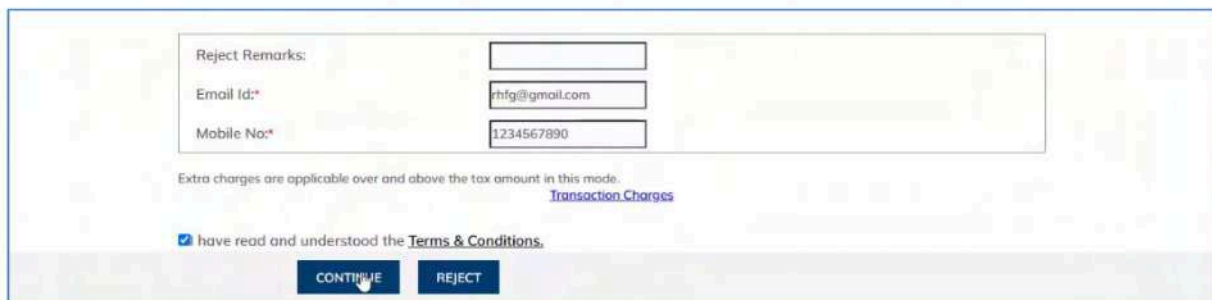 Reject Remarks:
Email Id:* rhfg@gmail.com
Mobile No:* 1234567890
Extra charges are applicable over and above the tax amount in this mode.
Transaction Charges
I have read and understood the Terms & Conditions.
CONTINUE REJECT